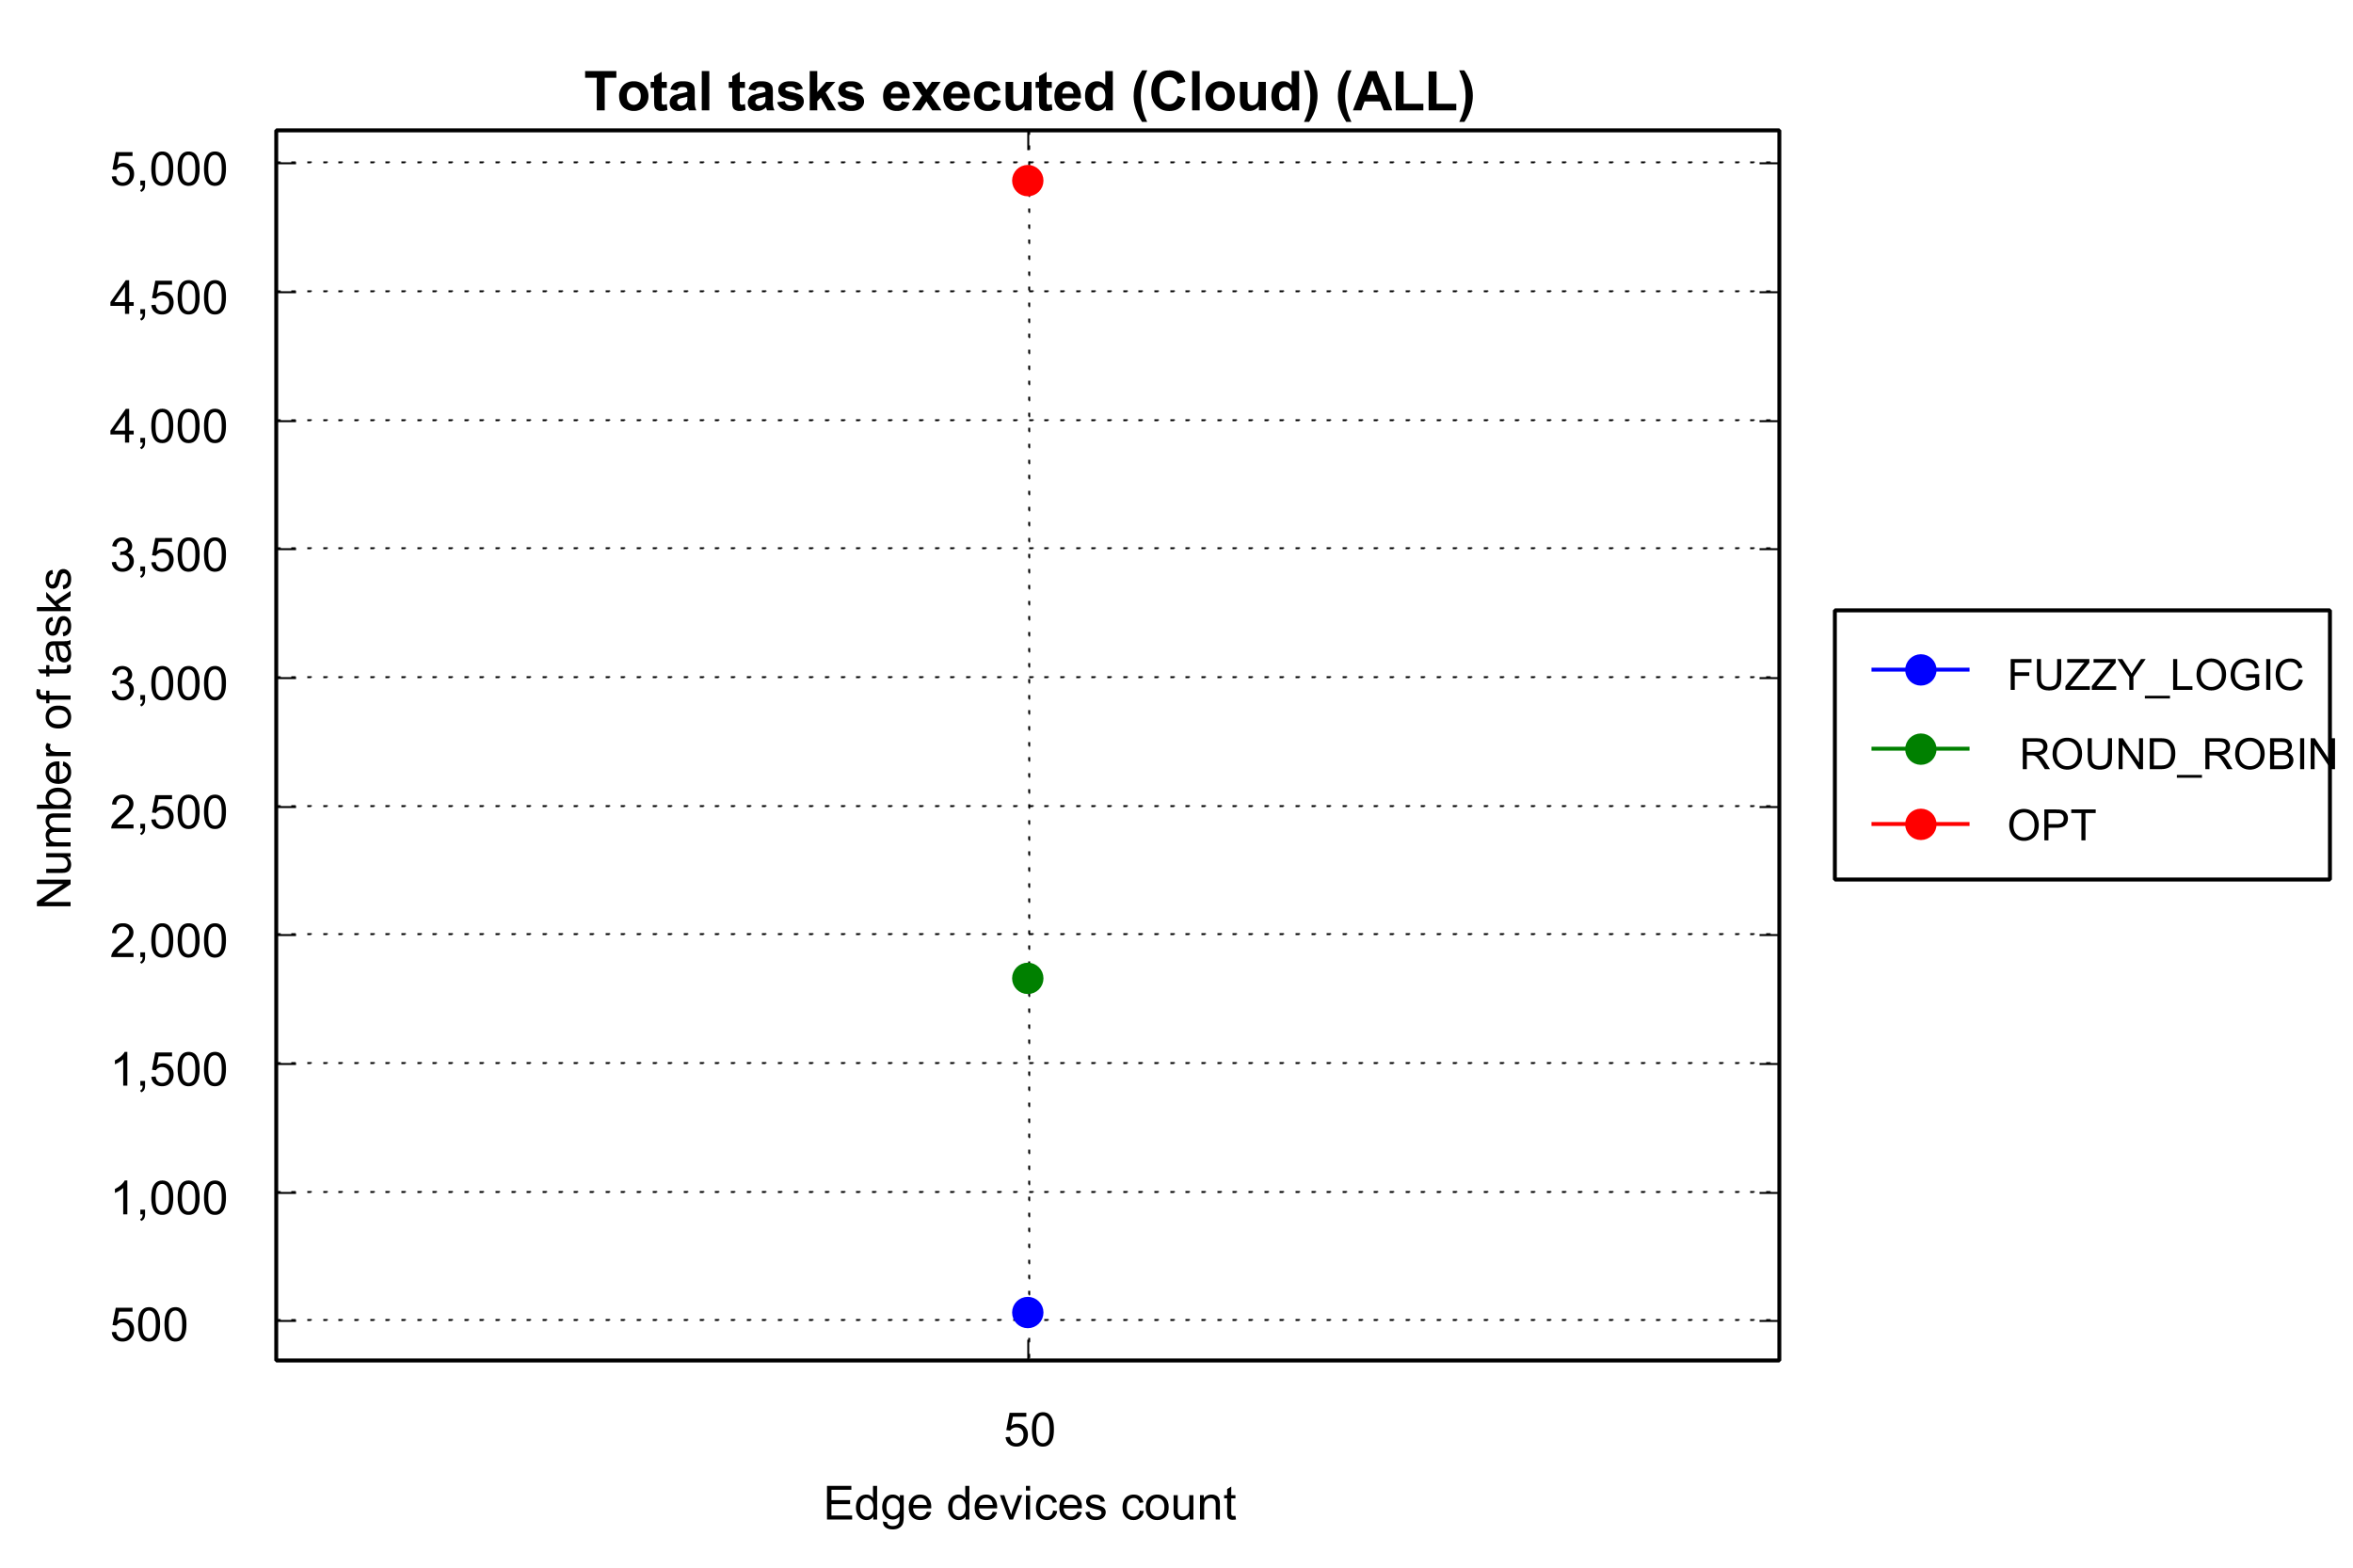 Total tasks executed (Cloud) (ALL)
5,000
4,500
4,000
3,500
3,000
2,500
2,000
1,500
1,000
500
Number of tasks
50
Edge devices count
FUZZY_LOGIC
ROUND_ROBIN
OPT